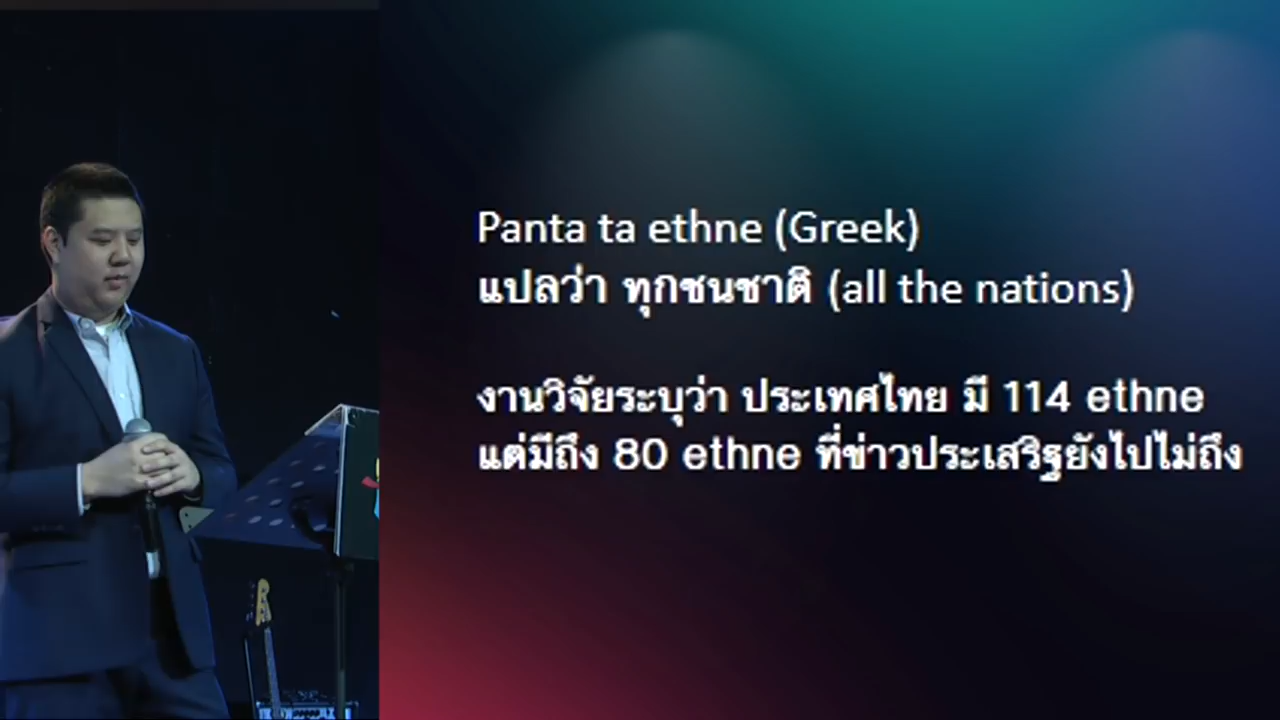 Panta ta ethne (Greek)
แปลว่า ทุกชนชาติ (all the nations)
งานวิจัยระบุว่า ประเทศไทย มี 114 ethne
แต่มีถึง 80 ethne ที่ข่าวประเสริฐยังไปไม่ถึง